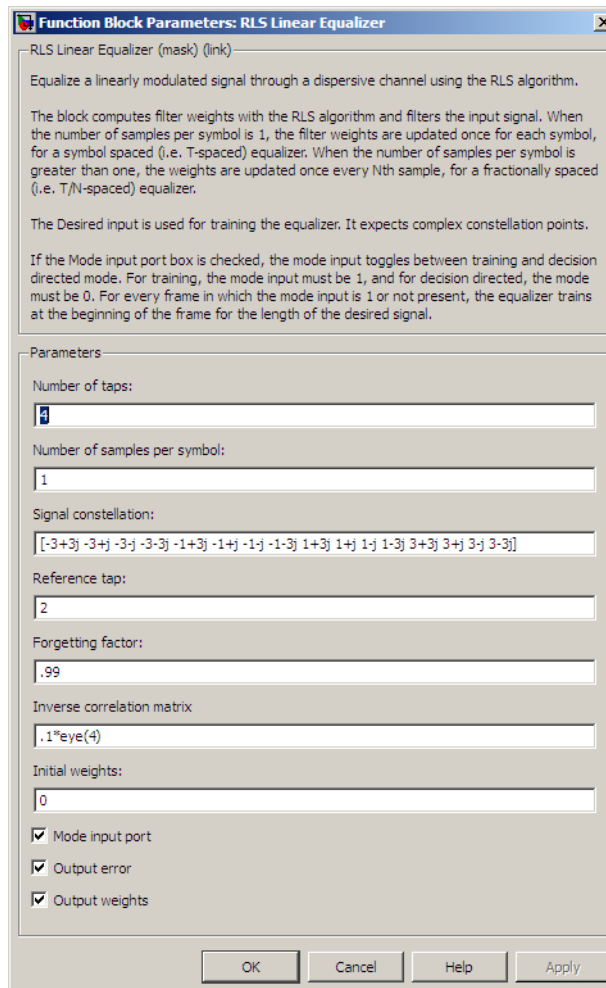 Function Block Parameters: RLS Linear Equalizer
RLS Linear Equalizer (mask) (link)
Equalize a linearly modulated signal through a dispersive channel using the RLS algorithm.
The block computes filter weights with the RLS algorithm and filters the input signal. When
the number of samples per symbol is 1, the filter weights are updated once for each symbol,
for a symbol spaced (i.e. T-spaced) equalizer. When the number of samples per symbol is
greater than one, the weights are updated once every Nth sample, for a fractionally spaced
(i.e. T/N-spaced) equalizer.
The Desired input is used for training the equalizer. It expects complex constellation points.
If the Mode input port box is checked, the mode input toggles between training and decision
directed mode. For training, the mode input must be 1, and for decision directed, the mode
must be 0. For every frame in which the mode input is 1 or not present, the equalizer trains
at the beginning of the frame for the length of the desired signal.
Parameters
Number of taps:
4
Number of samples per symbol:
1
Signal constellation:
[-3+3j -3+j -3-j -3-3j -1+3j -1+j -1-j -1-3j 1+3j 1+j 1-j 1-3j 3+3j 3+j 3-j 3-3j]
Reference tap:
2
Forgetting factor:
.99
Inverse correlation matrix
.1*eye(4)
Initial weights:
0
Mode input port
Output error
Output weights
OK Cancel Help Apply